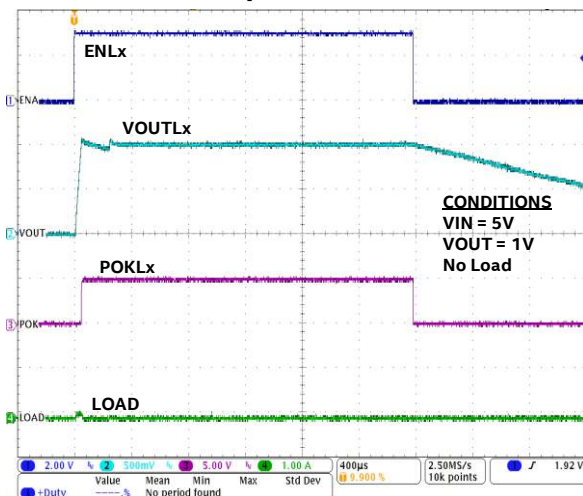 ENLx
1 ENA
VOUTLx
CONDITIONS
VIN = 5V
VOUT = 1V
No Load
2 VOUT
POKLx
3 POK
LOAD
4 LOAD
1 2.00 V 2 500mV 3 5.00 V 4 1.00 A 400µs 2.50MS/s 1 1.92 V
9.900 % 10k points
Value Mean Min Max Std Dev
1 +Duty ----.% No period found